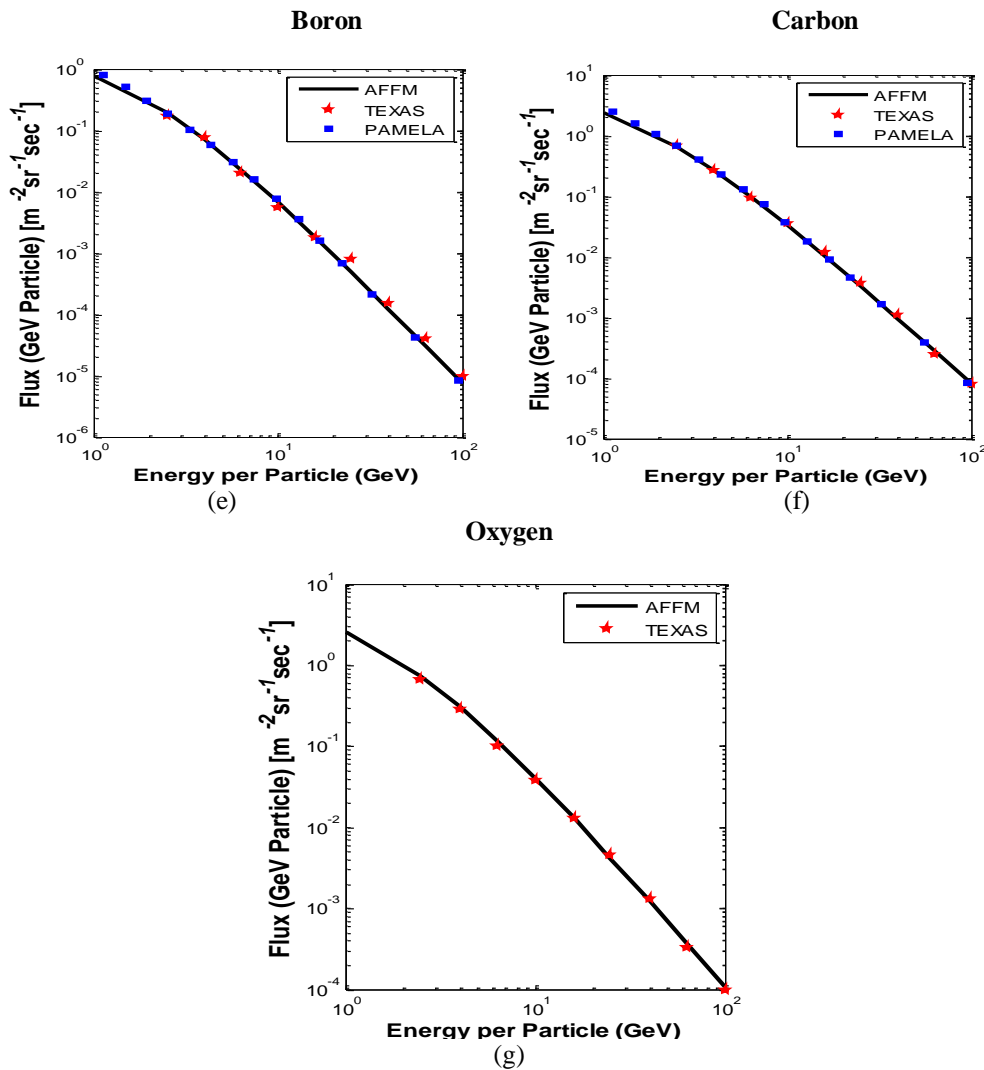 Boron
10^0
10^-1
10^-2
10^-3
10^-4
10^-5
10^-6
Flux (GeV Particle) [m^-2sr^-1sec^-1]
AFFM
TEXAS
PAMELA
10^0
10^1
10^2
Energy per Particle (GeV)
(e)
Carbon
10^1
10^0
10^-1
10^-2
10^-3
10^-4
10^-5
Flux (GeV Particle) [m^-2sr^-1sec^-1]
AFFM
TEXAS
PAMELA
10^0
10^1
10^2
Energy per Particle (GeV)
(f)
Oxygen
10^1
10^0
10^-1
10^-2
10^-3
10^-4
Flux (GeV Particle) [m^-2sr^-1sec^-1]
AFFM
TEXAS
10^0
10^1
10^2
Energy per Particle (GeV)
(g)